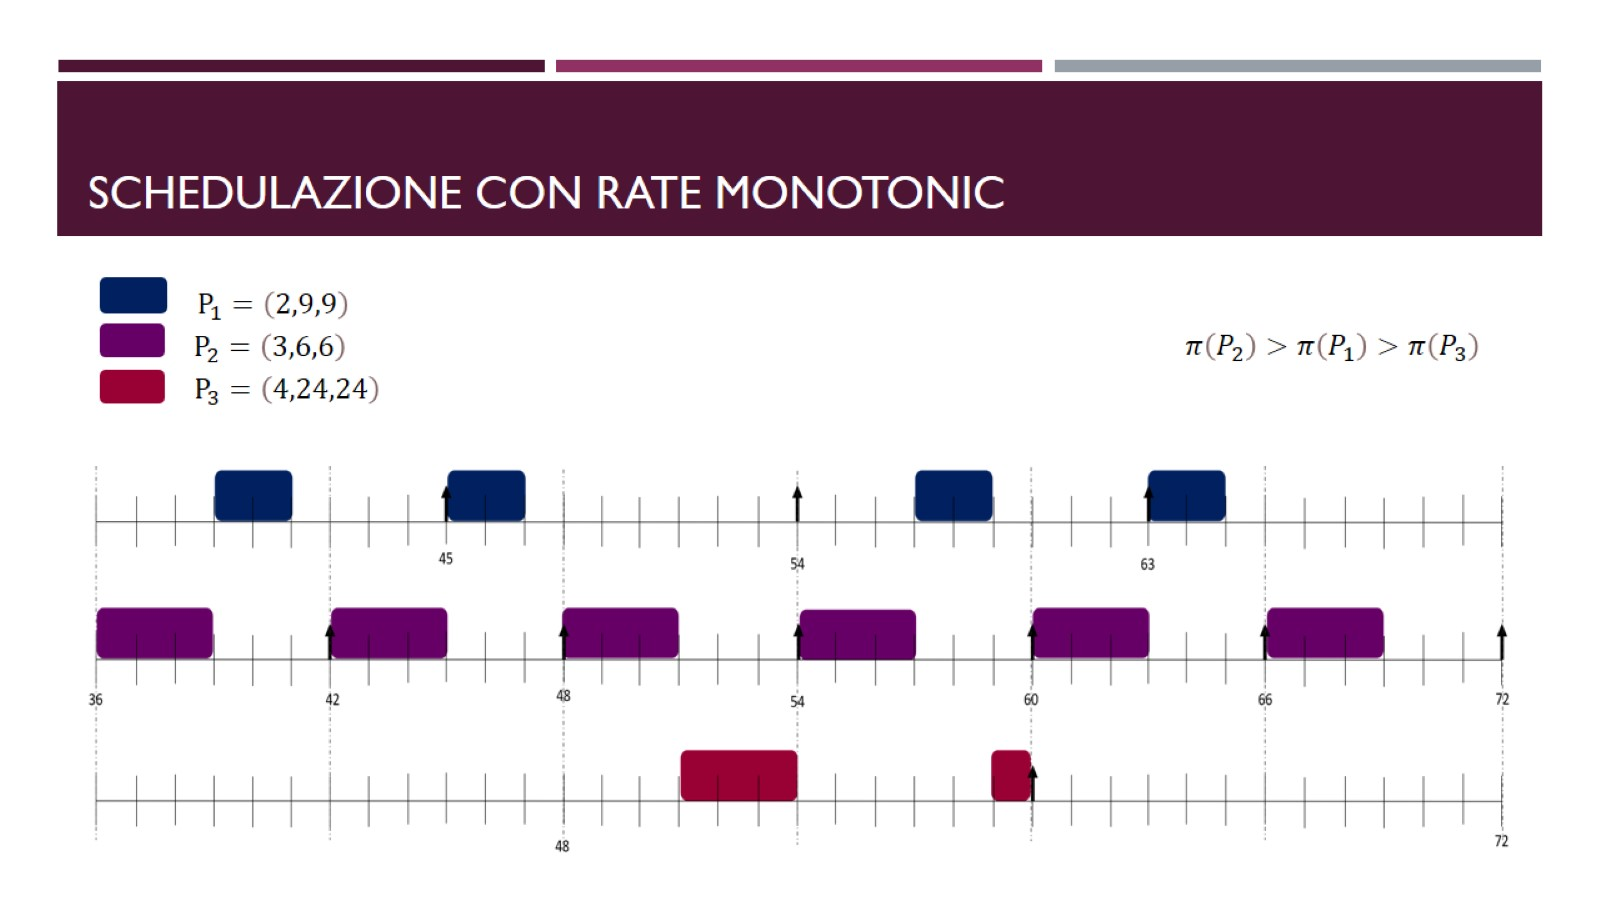 SCHEDULAZIONE CON RATE MONOTONIC
P₁ = (2,9,9)
P₂ = (3,6,6)
π(P₂) > π(P₁) > π(P₃)
P₃ = (4,24,24)
45
54
63
36
42
48
54
60
66
72
48
72